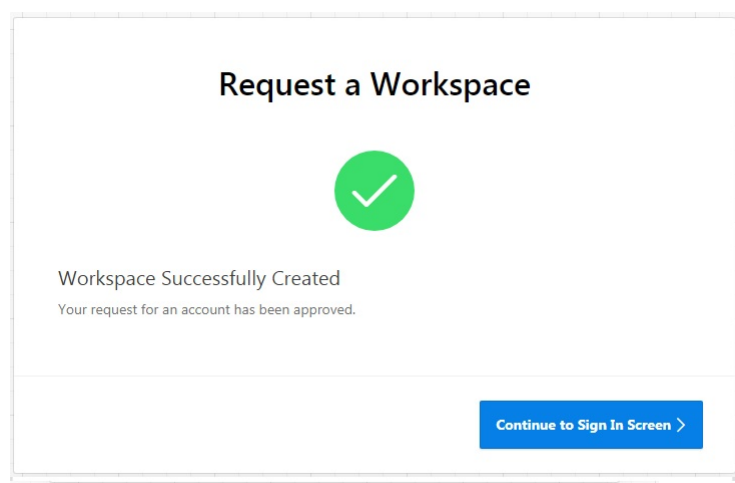 Request a Workspace
Workspace Successfully Created
Your request for an account has been approved.
Continue to Sign In Screen